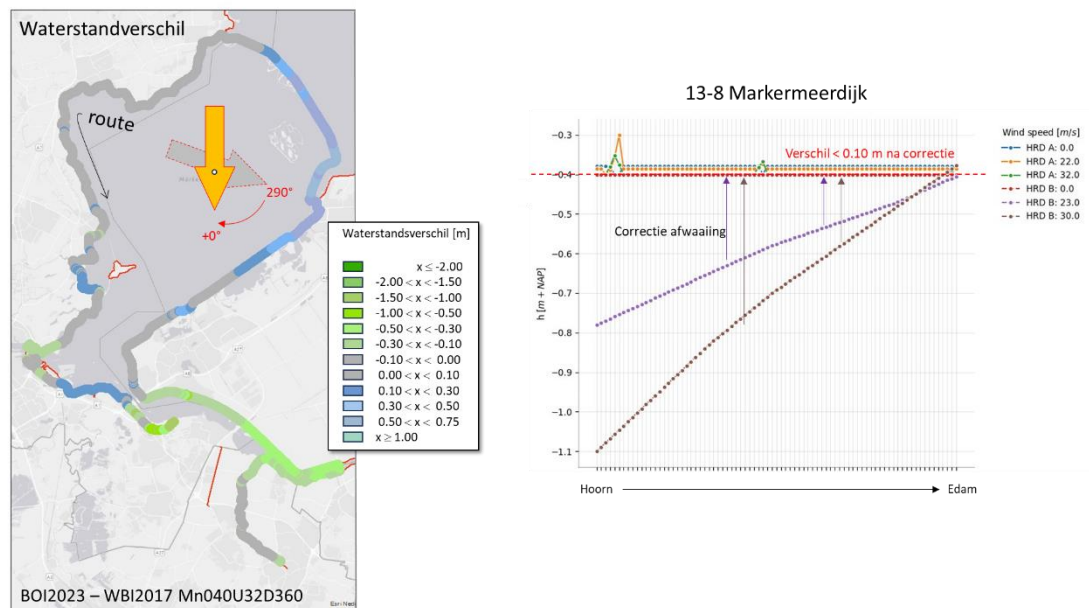 Waterstandverschil
route
290°
+0°
Waterstandsverschil [m]
x ≤ -2.00
-2.00 < x < -1.50
-1.50 < x < -1.00
-1.00 < x < -0.50
-0.50 < x < -0.30
-0.30 < x < -0.10
-0.10 < x < 0.00
0.00 < x < 0.10
0.10 < x < 0.30
0.30 < x < 0.50
0.50 < x < 0.75
x ≥ 1.00
BOI2023 – WBI2017 Mn040U32D360
Esri Ned
13-8 Markermeerdijk
h [m + NAP]
−0.3
−0.4
−0.5
−0.6
−0.7
−0.8
−0.9
−1.0
−1.1
Verschil < 0.10 m na correctie
Correctie afwaaiing
Hoorn
Edam
Wind speed [m/s]
HRD A: 0.0
HRD A: 22.0
HRD A: 32.0
HRD B: 0.0
HRD B: 23.0
HRD B: 30.0